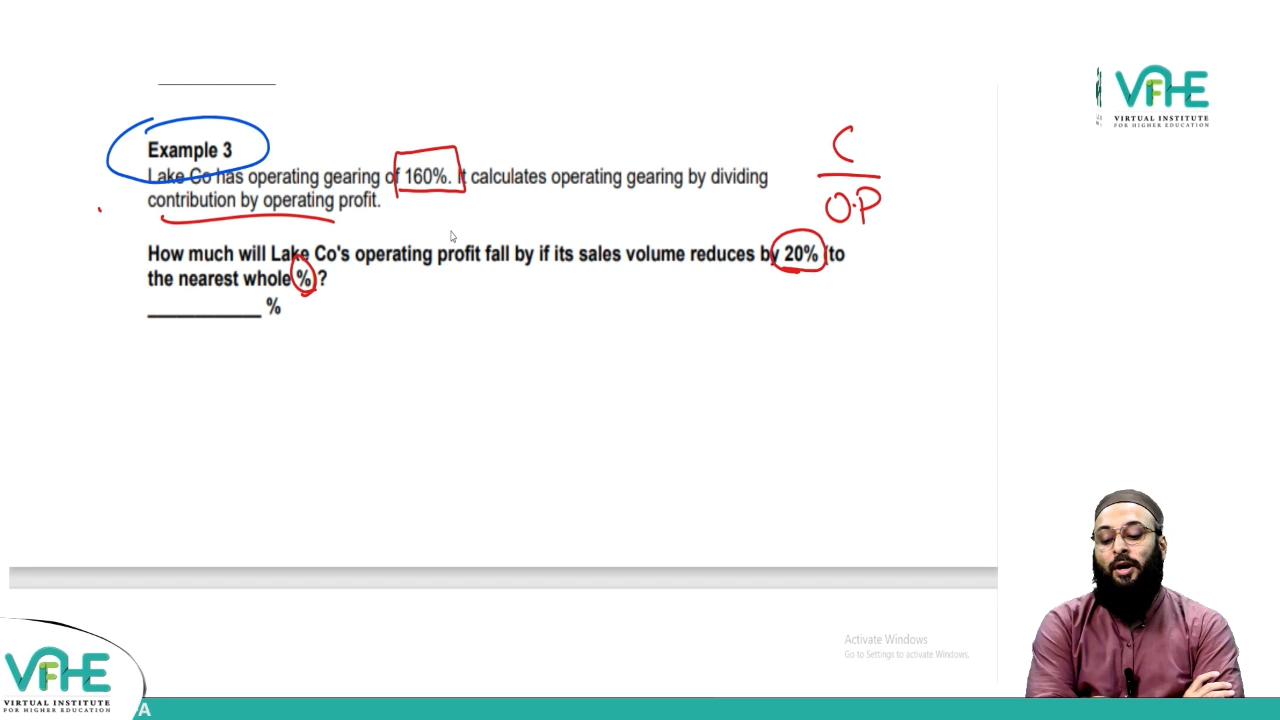 VFHE
VIRTUAL INSTITUTE
FOR HIGHER EDUCATION
Example 3
Lake Co has operating gearing of 160%. It calculates operating gearing by dividing
contribution by operating profit.
C
O.P
How much will Lake Co's operating profit fall by if its sales volume reduces by 20% (to
the nearest whole %) ?
____________ %
Activate Windows
Go to Settings to activate Windows.
VFHE
VIRTUAL INSTITUTE
FOR HIGHER EDUCATION
A